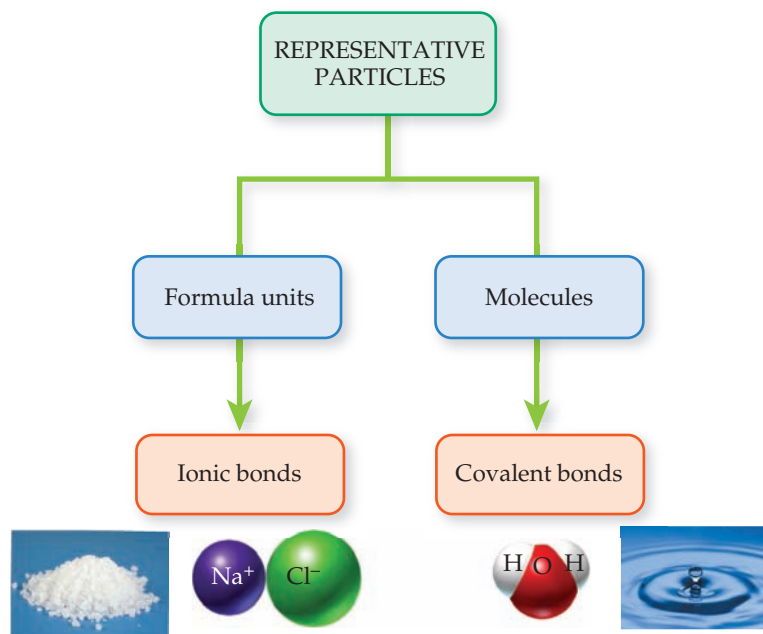 REPRESENTATIVE
PARTICLES
Formula units
Molecules
Ionic bonds
Covalent bonds
Na⁺
Cl⁻
H O H